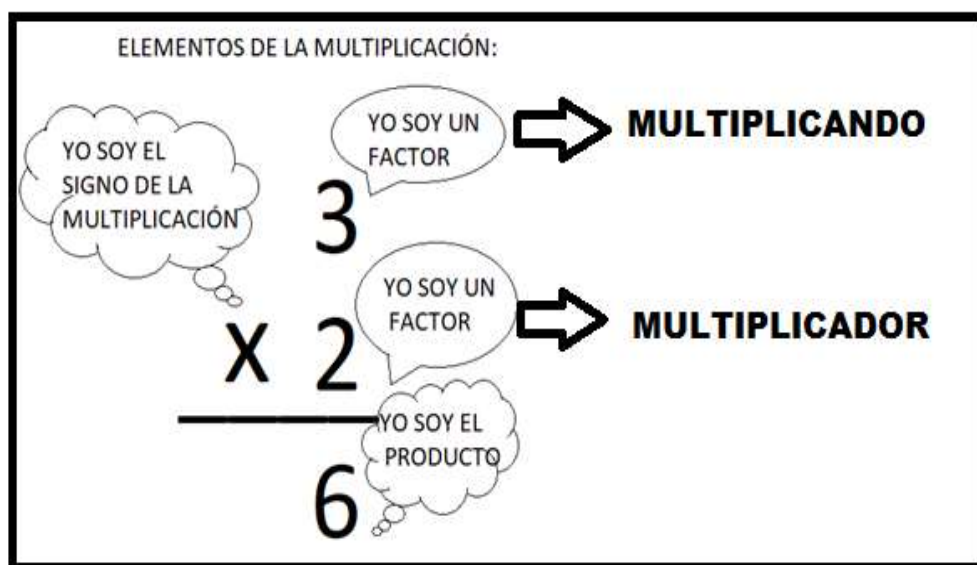 ELEMENTOS DE LA MULTIPLICACIÓN:
YO SOY UN
FACTOR
MULTIPLICANDO
YO SOY EL
SIGNO DE LA
MULTIPLICACIÓN
3
YO SOY UN
FACTOR
MULTIPLICADOR
X 2
YO SOY EL
PRODUCTO
6